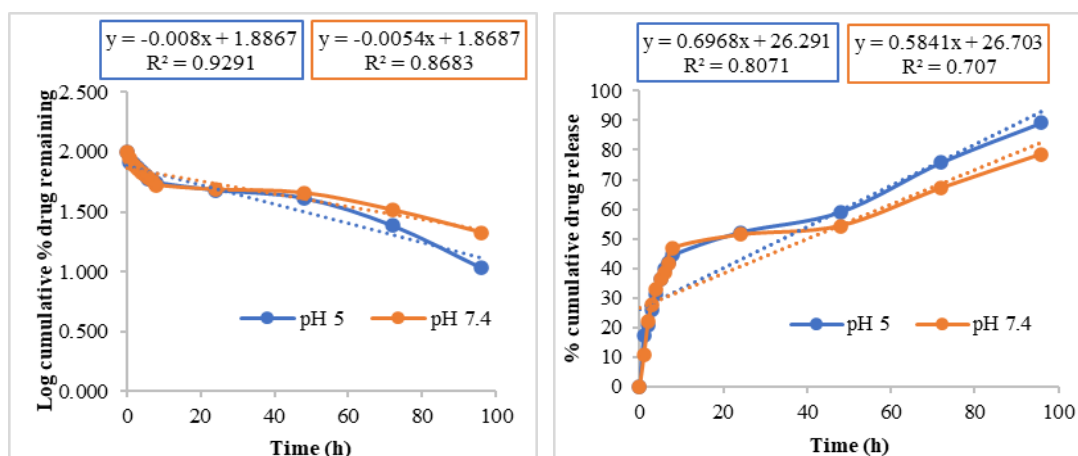 y = -0.008x + 1.8867
R² = 0.9291
y = -0.0054x + 1.8687
R² = 0.8683
Log cumulative % drug remaining
2.500
2.000
1.500
1.000
0.500
0.000
pH 5
pH 7.4
0
20
40
60
80
100
Time (h)
y = 0.6968x + 26.291
R² = 0.8071
y = 0.5841x + 26.703
R² = 0.707
% cumulative drug release
100
90
80
70
60
50
40
30
20
10
0
pH 5
pH 7.4
0
20
40
60
80
100
Time (h)